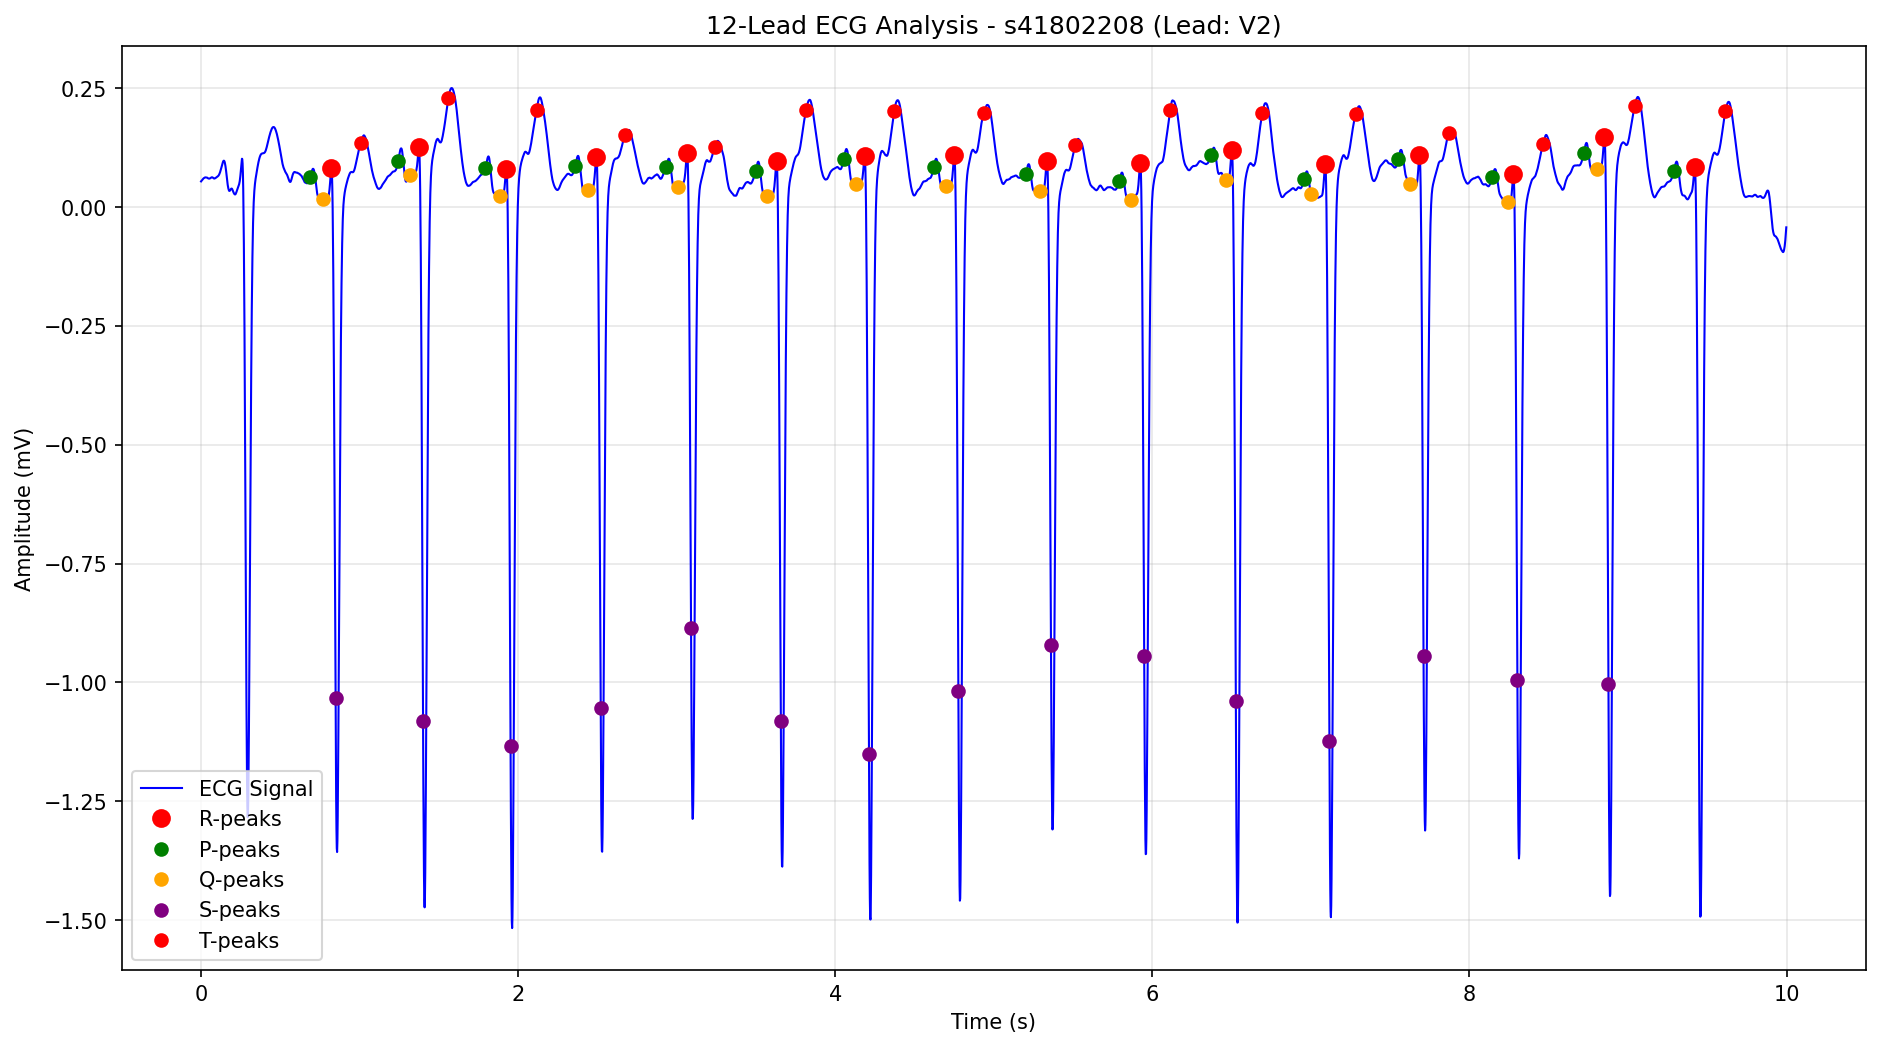 12-Lead ECG Analysis - s41802208 (Lead: V2)
Amplitude (mV)
0.25
0.00
−0.25
−0.50
−0.75
−1.00
−1.25
−1.50
ECG Signal
R-peaks
P-peaks
Q-peaks
S-peaks
T-peaks
0 2 4 6 8 10
Time (s)